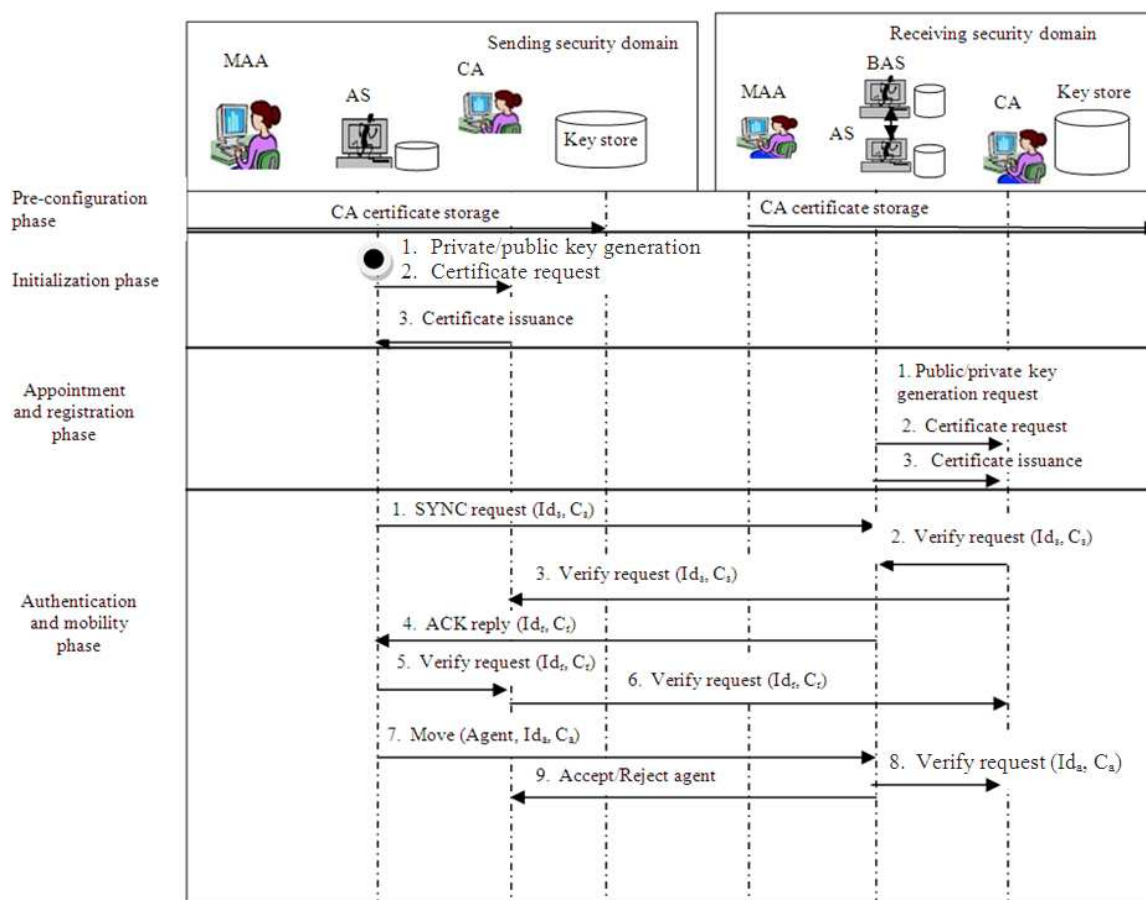 Sending security domain
MAA
CA
AS
Key store
Receiving security domain
BAS
MAA
Key
store
CA
AS
Pre-configuration
phase
CA certificate storage
CA certificate storage
Initialization phase
1. Private/public key generation
2. Certificate request
3. Certificate issuance
Appointment
and registration
phase
1. Public/private key
generation request
2. Certificate request
3. Certificate issuance
Authentication
and mobility
phase
1. SYNC request (Idₛ, Cₛ)
2. Verify request (Idₛ, Cₛ)
3. Verify request (Idₛ, Cₛ)
4. ACK reply (Idᵣ, Cᵣ)
5. Verify request (Idᵣ, Cᵣ)
6. Verify request (Idᵣ, Cᵣ)
7. Move (Agent, Idₐ, Cₐ)
8. Verify request (Idₐ, Cₐ)
9. Accept/Reject agent